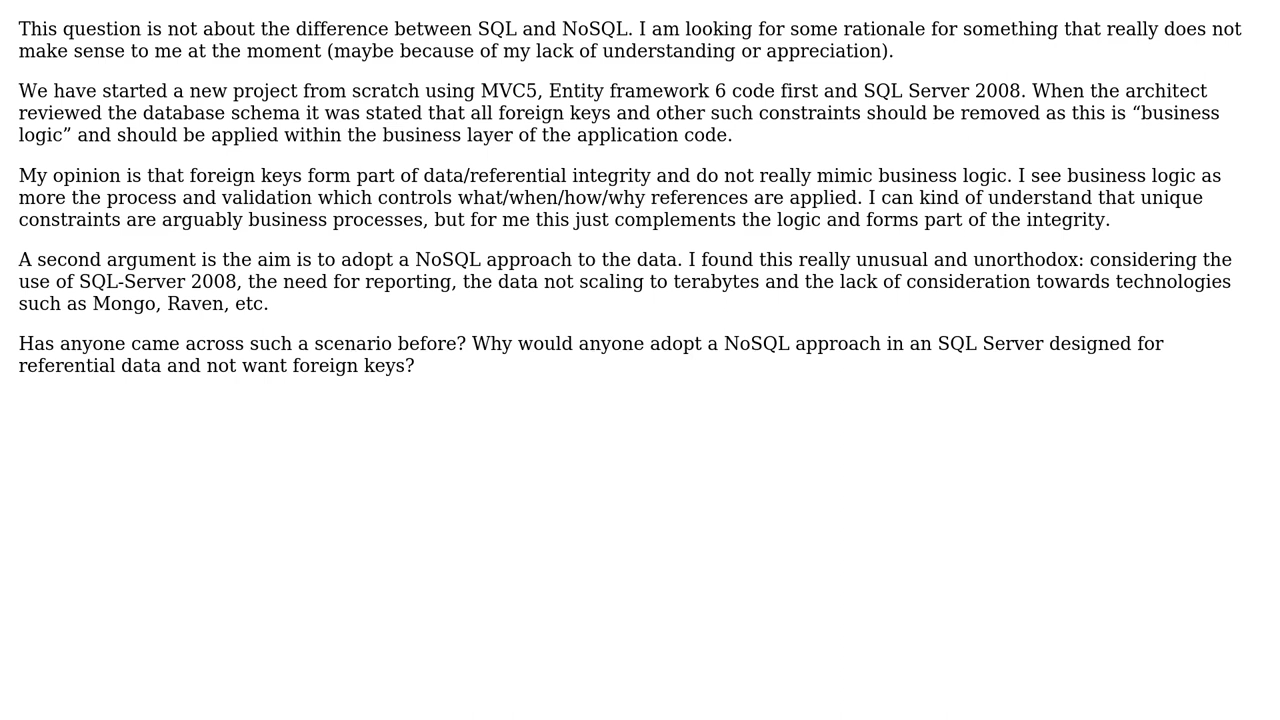 This question is not about the difference between SQL and NoSQL. I am looking for some rationale for something that really does not
make sense to me at the moment (maybe because of my lack of understanding or appreciation).
We have started a new project from scratch using MVC5, Entity framework 6 code first and SQL Server 2008. When the architect
reviewed the database schema it was stated that all foreign keys and other such constraints should be removed as this is “business
logic” and should be applied within the business layer of the application code.
My opinion is that foreign keys form part of data/referential integrity and do not really mimic business logic. I see business logic as
more the process and validation which controls what/when/how/why references are applied. I can kind of understand that unique
constraints are arguably business processes, but for me this just complements the logic and forms part of the integrity.
A second argument is the aim is to adopt a NoSQL approach to the data. I found this really unusual and unorthodox: considering the
use of SQL-Server 2008, the need for reporting, the data not scaling to terabytes and the lack of consideration towards technologies
such as Mongo, Raven, etc.
Has anyone came across such a scenario before? Why would anyone adopt a NoSQL approach in an SQL Server designed for
referential data and not want foreign keys?